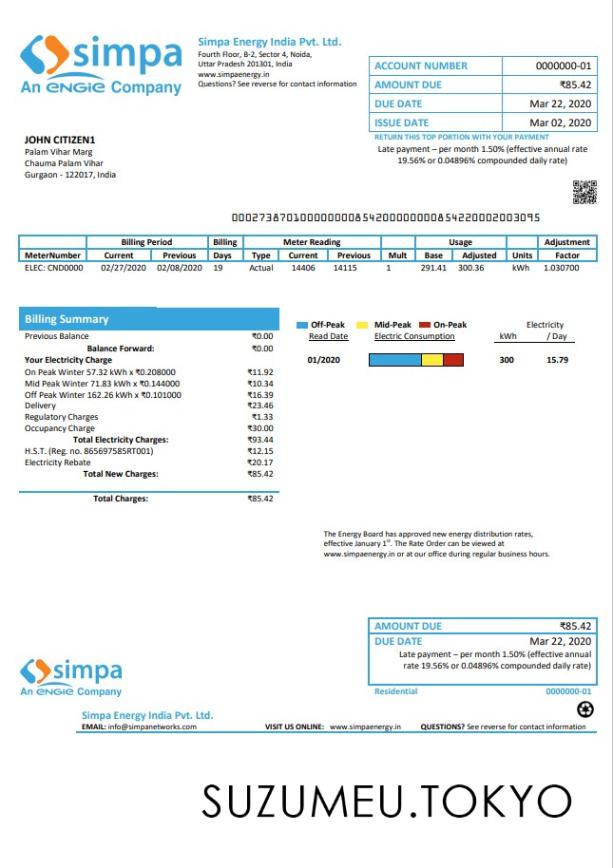 simpa
An ENGIE Company
Simpa Energy India Pvt. Ltd.
Fourth Floor, B-2, Sector 4, Noida,
Uttar Pradesh 201301, India
www.simpaenergy.in
Questions? See reverse for contact information
ACCOUNT NUMBER 0000000-01
AMOUNT DUE ₹85.42
DUE DATE Mar 22, 2020
ISSUE DATE Mar 02, 2020
RETURN THIS TOP PORTION WITH YOUR PAYMENT
Late payment – per month 1.50% (effective annual rate
19.56% or 0.04896% compounded daily rate)
JOHN CITIZEN1
Palam Vihar Marg
Chauma Palam Vihar
Gurgaon - 122017, India
Billing Period Billing Meter Reading Usage Adjustment
MeterNumber Current Previous Days Type Current Previous Mult Base Adjusted Units Factor
ELEC: CND0000 02/27/2020 02/08/2020 19 Actual 14406 14115 1 291.41 300.36 kWh 1.030700
Billing Summary
Previous Balance ₹0.00
Balance Forward: ₹0.00
Your Electricity Charge
On Peak Winter 57.32 kWh x ₹0.208000 ₹11.92
Mid Peak Winter 71.83 kWh x ₹0.144000 ₹10.34
Off Peak Winter 162.26 kWh x ₹0.101000 ₹16.39
Delivery ₹23.46
Regulatory Charges ₹1.33
Occupancy Charge ₹30.00
Total Electricity Charges: ₹93.44
H.S.T. (Reg. no. 865697585RT001) ₹12.15
Electricity Rebate ₹20.17
Total New Charges: ₹85.42
Total Charges: ₹85.42
Off-Peak Mid-Peak On-Peak Electricity
Read Date Electric Consumption kWh / Day
01/2020 300 15.79
The Energy Board has approved new energy distribution rates,
effective January 1st. The Rate Order can be viewed at
www.simpaenergy.in or at our office during regular business hours.
AMOUNT DUE ₹85.42
DUE DATE Mar 22, 2020
Late payment – per month 1.50% (effective annual
rate 19.56% or 0.04896% compounded daily rate)
Residential 0000000-01
simpa
An ENGIE Company
Simpa Energy India Pvt. Ltd.
EMAIL: info@simpanetworks.com VISIT US ONLINE: www.simpaenergy.in QUESTIONS? See reverse for contact information
SUZUMEU.TOKYO